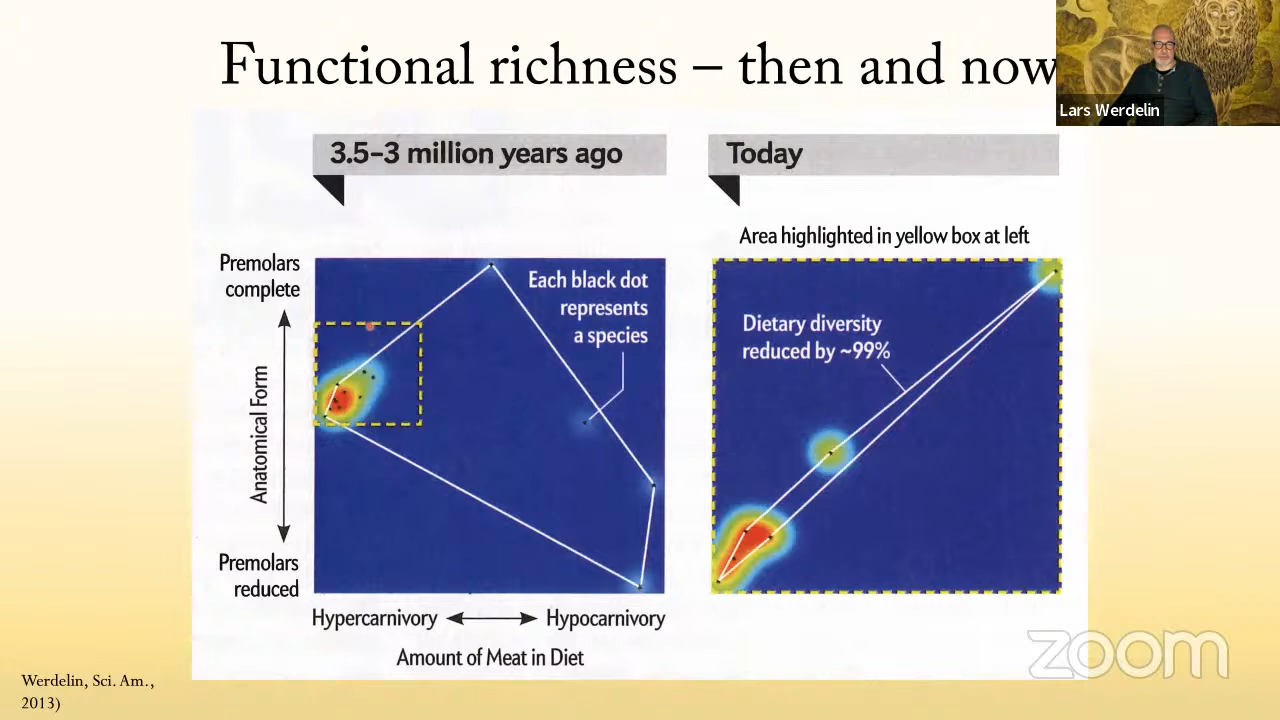 Functional richness – then and now
Lars Werdelin
3.5–3 million years ago
Today
Area highlighted in yellow box at left
Premolars
complete
Each black dot
represents
a species
Dietary diversity
reduced by ~99%
Anatomical Form
Premolars
reduced
Hypercarnivory
Hypocarnivory
Amount of Meat in Diet
zoom
Werdelin, Sci. Am.,
2013)